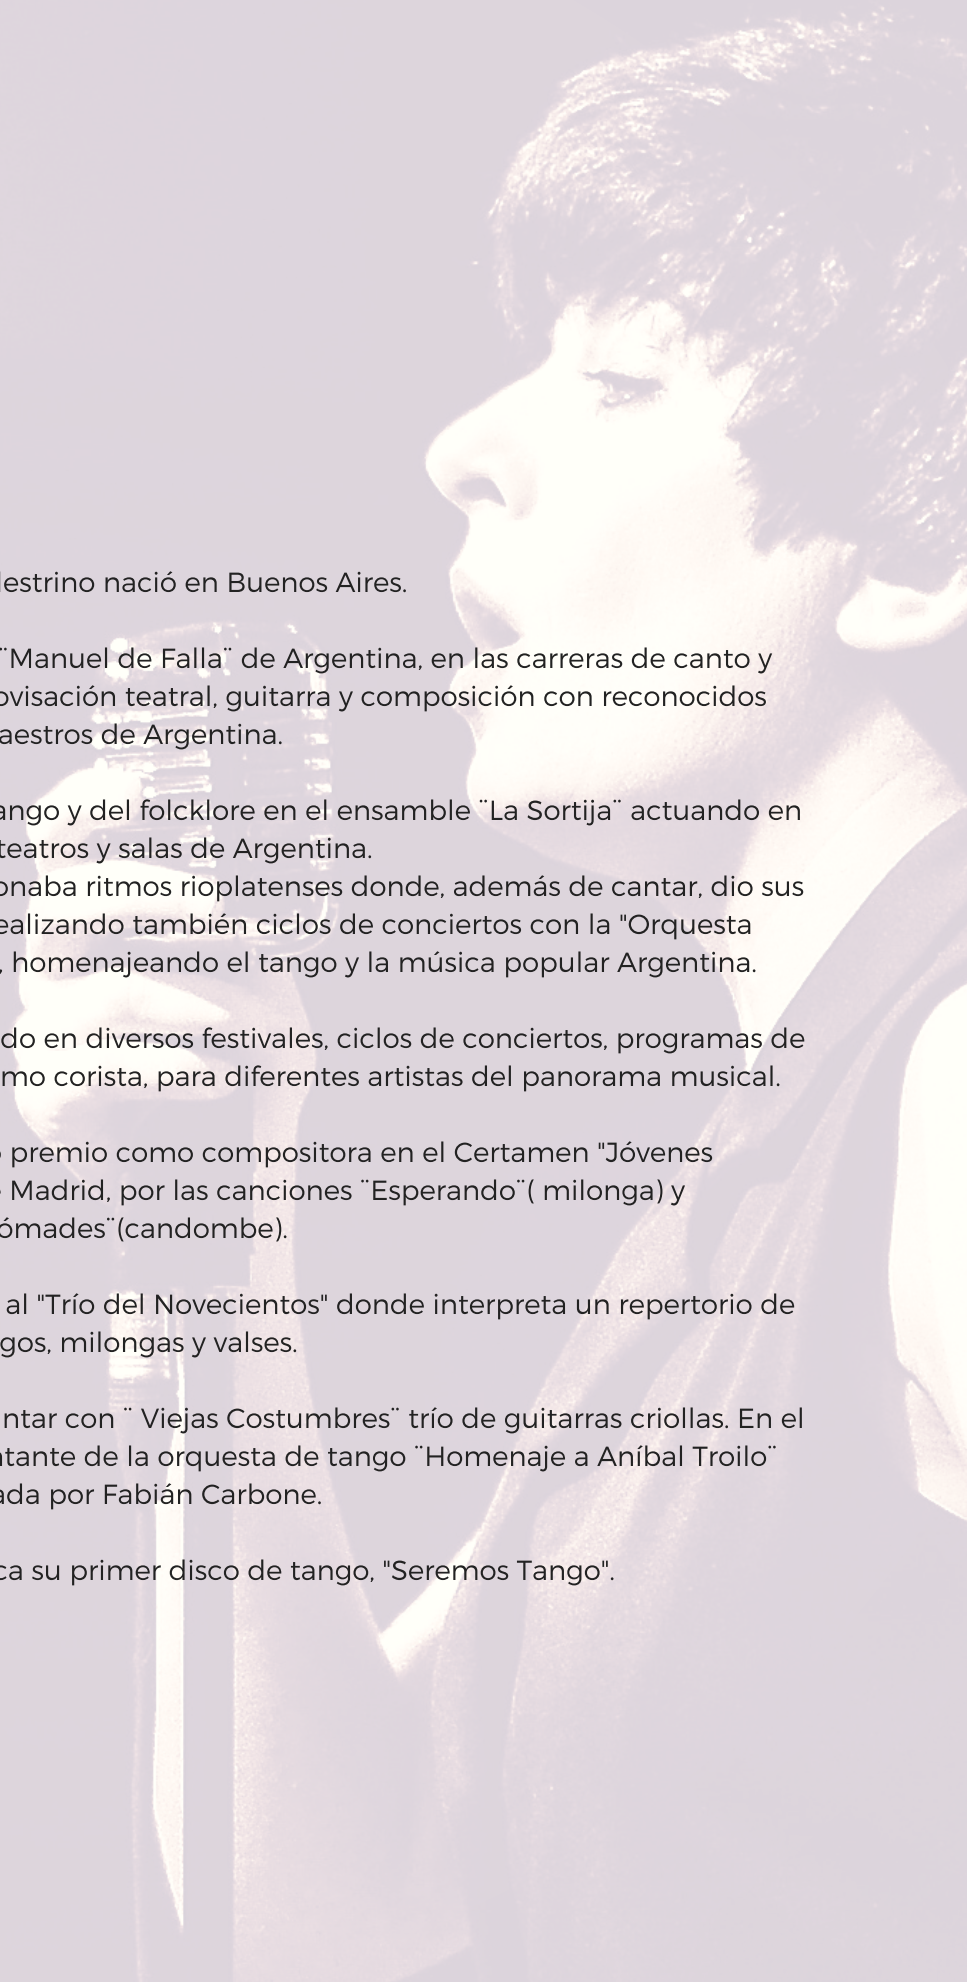 lestrino nació en Buenos Aires.
¨Manuel de Falla¨ de Argentina, en las carreras de canto y
ovisación teatral, guitarra y composición con reconocidos
aestros de Argentina.
ango y del folcklore en el ensamble ¨La Sortija¨ actuando en
teatros y salas de Argentina.
onaba ritmos rioplatenses donde, además de cantar, dio sus
ealizando también ciclos de conciertos con la "Orquesta
, homenajeando el tango y la música popular Argentina.
do en diversos festivales, ciclos de conciertos, programas de
mo corista, para diferentes artistas del panorama musical.
o premio como compositora en el Certamen "Jóvenes
e Madrid, por las canciones ¨Esperando¨( milonga) y
ómades¨(candombe).
al "Trío del Novecientos" donde interpreta un repertorio de
gos, milongas y valses.
ntar con ¨ Viejas Costumbres¨ trío de guitarras criollas. En el
ntante de la orquesta de tango ¨Homenaje a Aníbal Troilo¨
ada por Fabián Carbone.
ca su primer disco de tango, "Seremos Tango".